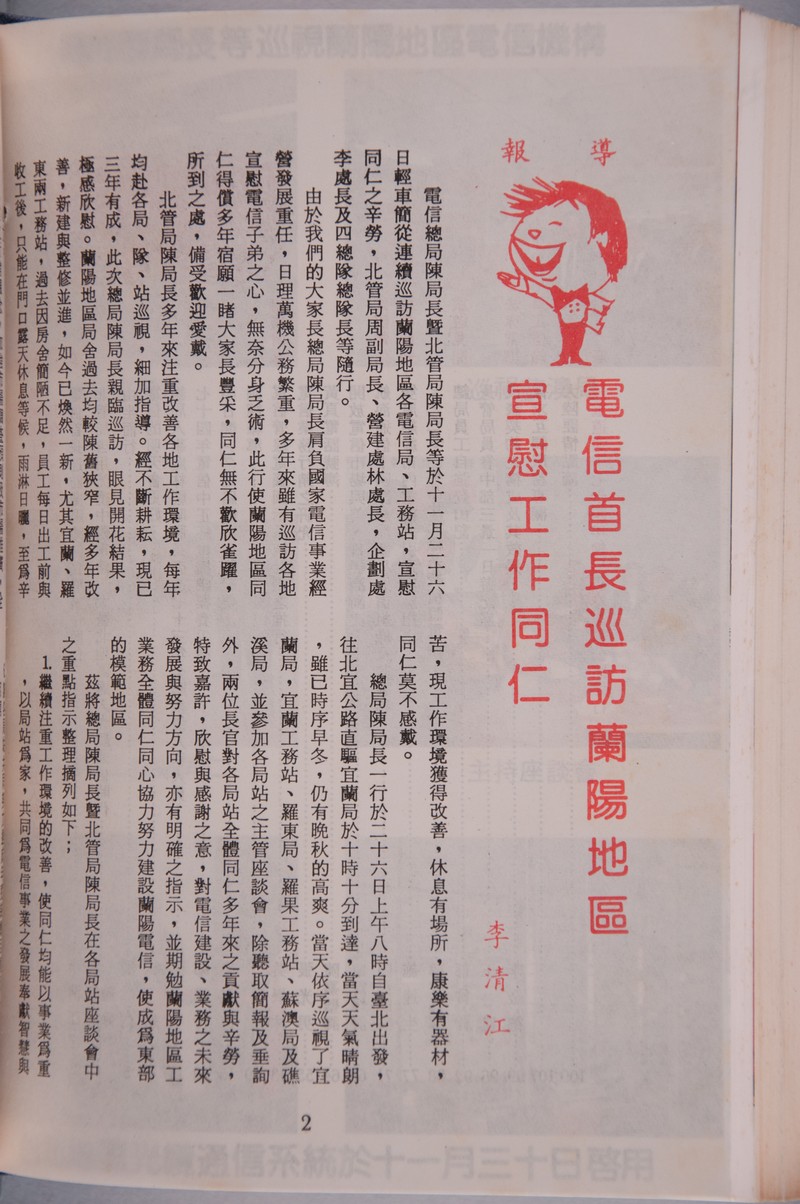 報導
電信首長巡訪蘭陽地區
宣慰工作同仁
李清江
電信總局陳局長暨北管局陳局長等於十一月二十六
日輕車簡從連續巡訪蘭陽地區各電信局、工務站，宣慰
同仁之辛勞，北管局周副局長、營建處林處長，企劃處
李處長及四總隊總隊長等隨行。
由於我們的大家長總局陳局長肩負國家電信事業經
營發展重任，日理萬機公務繁重，多年來雖有巡訪各地
宣慰電信子弟之心，無奈分身乏術，此行使蘭陽地區同
仁得償多年宿願一睹大家長豐采，同仁無不歡欣雀躍，
所到之處，備受歡迎愛戴。
北管局陳局長多年來注重改善各地工作環境，每年
均赴各局、隊、站巡視，細加指導。經不斷耕耘，現已
三年有成，此次總局陳局長親臨巡訪，眼見開花結果，
極感欣慰。蘭陽地區局舍過去均較陳舊狹窄，經多年改
善，新建與整修並進，如今已煥然一新，尤其宜蘭、羅
東兩工務站，過去因房舍簡陋不足，員工每日出工前與
收工後，只能在門口露天休息等候，雨淋日曬，至爲辛
苦，現工作環境獲得改善，休息有場所，康樂有器材，
同仁莫不感戴。
總局陳局長一行於二十六日上午八時自臺北出發，
往北宜公路直驅宜蘭局於十時十分到達，當天天氣晴朗
，雖已時序早冬，仍有晚秋的高爽。當天依序巡視了宜
蘭局，宜蘭工務站、羅東局、羅果工務站、蘇澳局及礁
溪局，並參加各局站之主管座談會，除聽取簡報及垂詢
外，兩位長官對各局站全體同仁多年來之貢獻與辛勞，
特致嘉許，欣慰與感謝之意，對電信建設、業務之未來
發展與努力方向，亦有明確之指示，並期勉蘭陽地區工
業務全體同仁同心協力努力建設蘭陽電信，使成爲東部
的模範地區。
茲將總局陳局長暨北管局陳局長在各局站座談會中
之重點指示整理摘列如下；
1.繼續注重工作環境的改善，使同仁均能以事業爲重
，以局站爲家，共同爲電信事業之發展奉獻智慧與
2